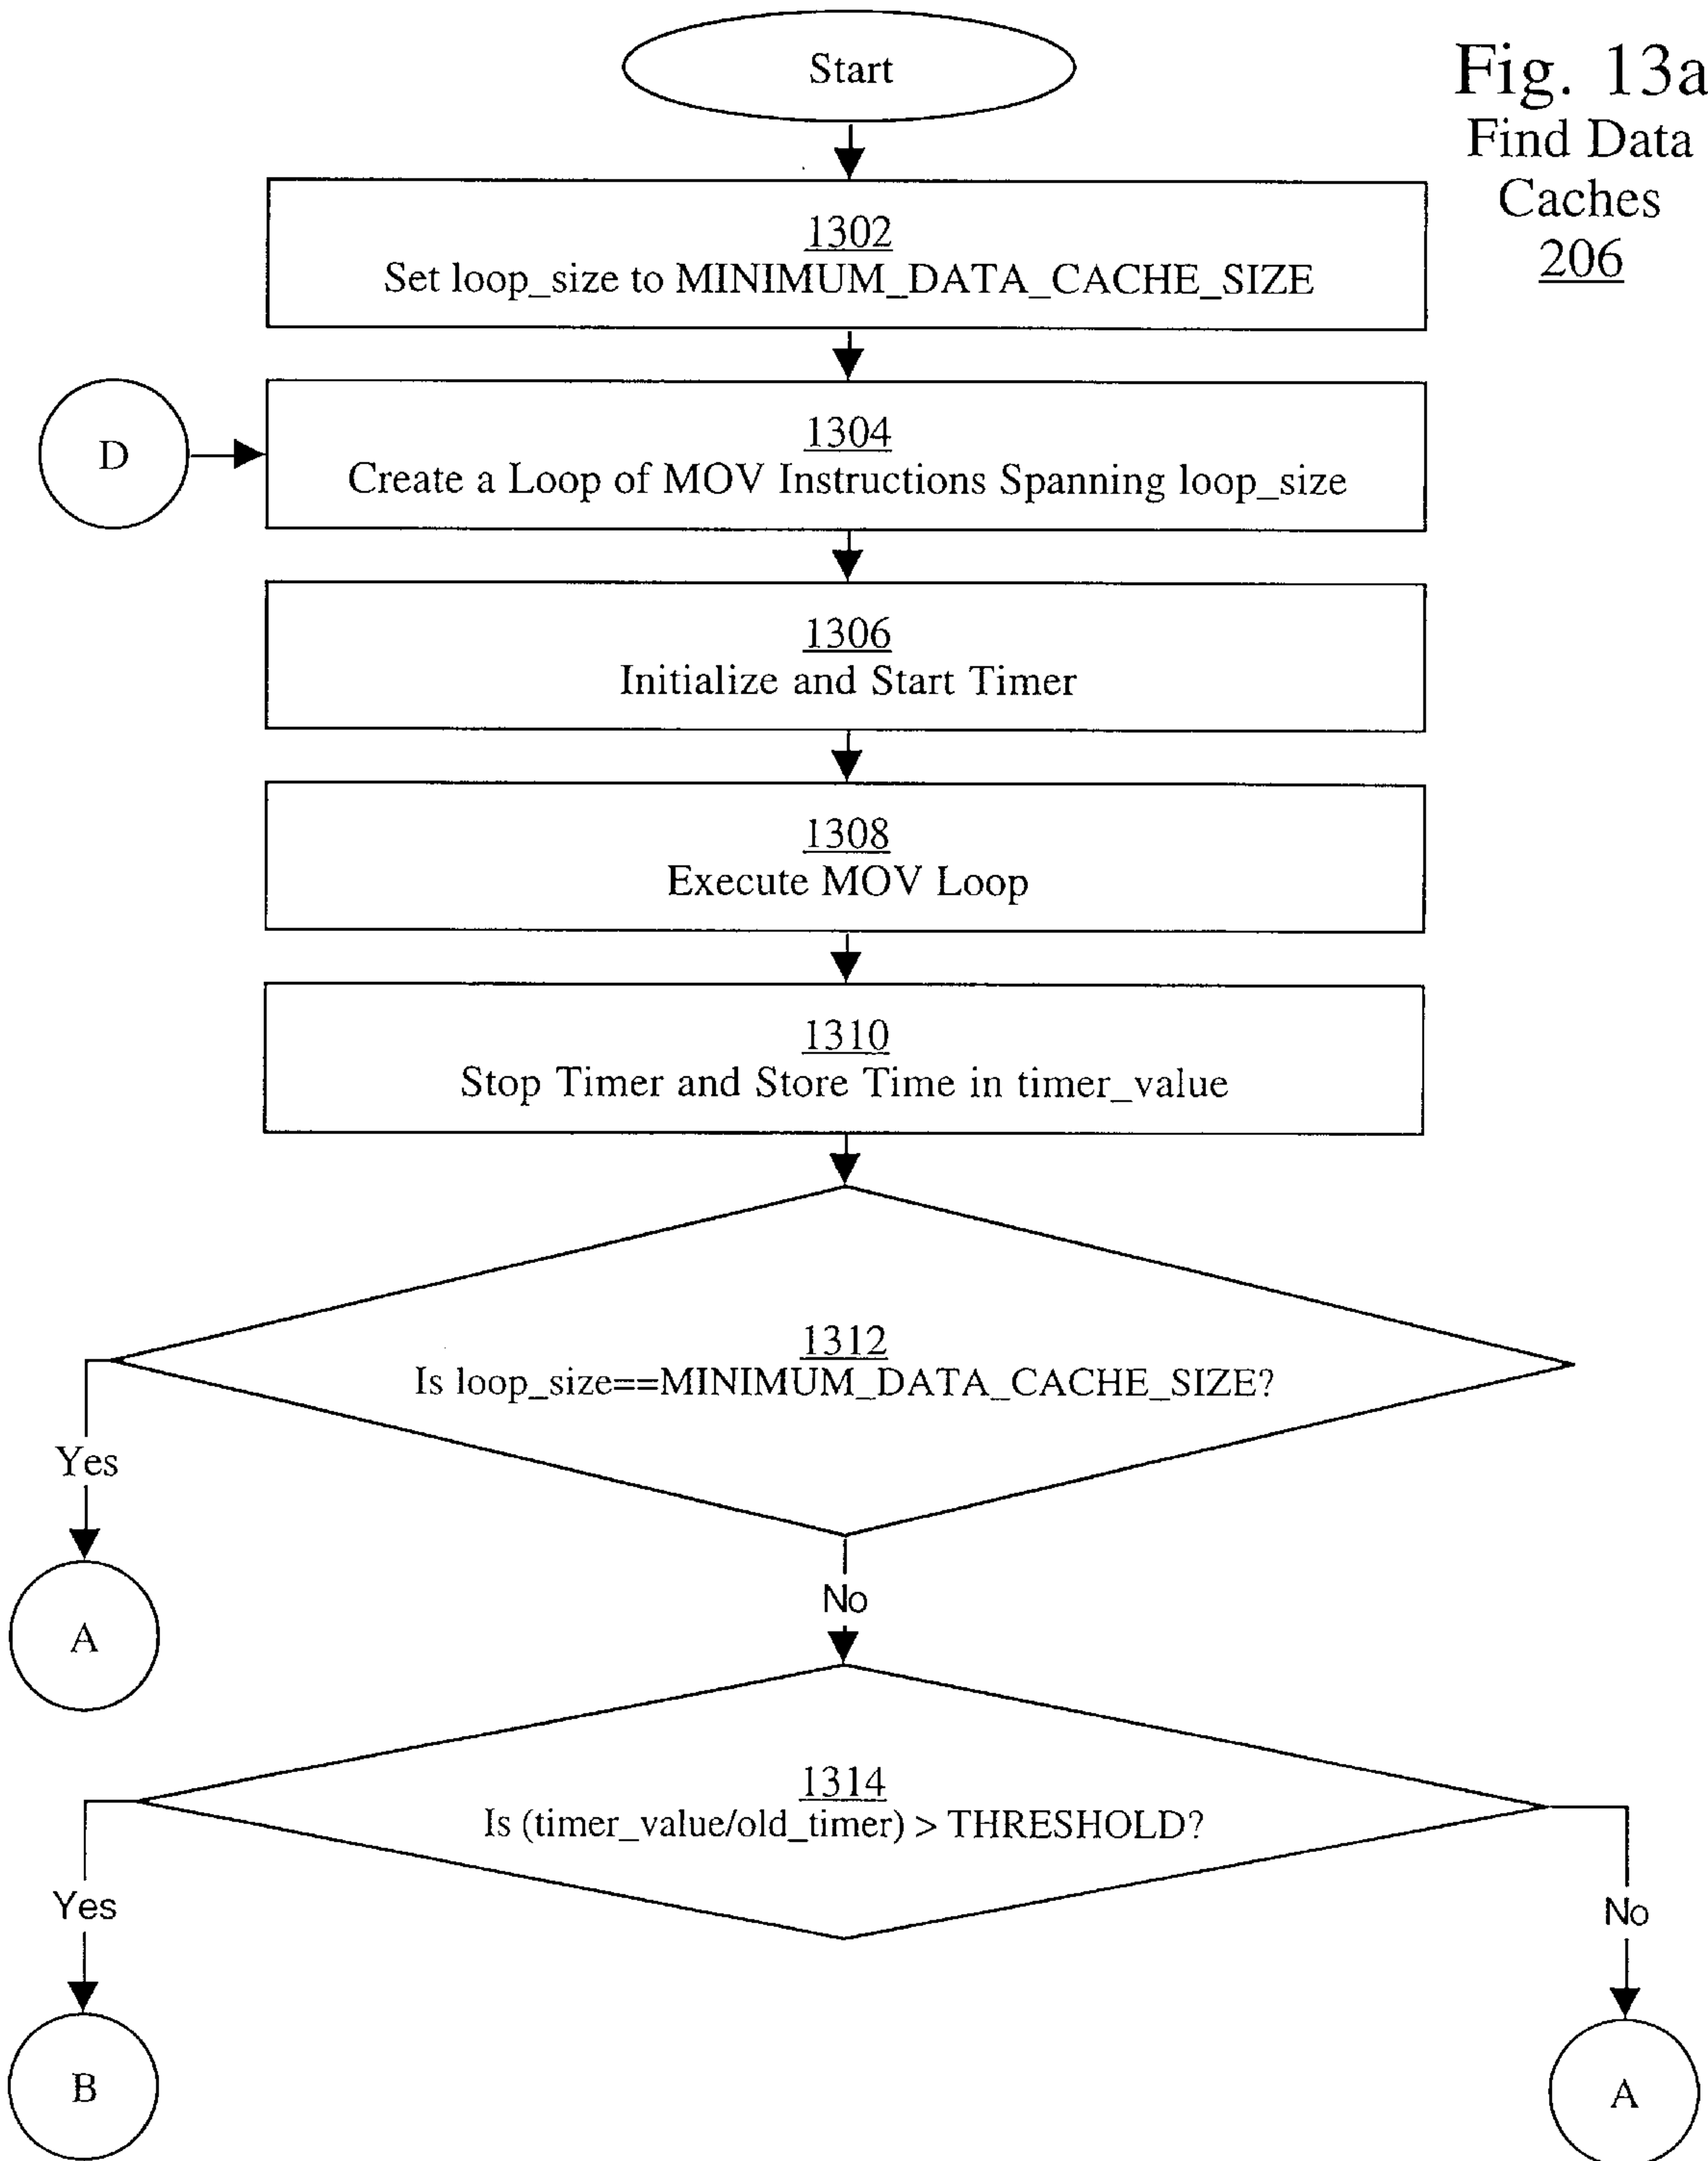 Start
Fig. 13a
Find Data
Caches
206
1302
Set loop_size to MINIMUM_DATA_CACHE_SIZE
D
1304
Create a Loop of MOV Instructions Spanning loop_size
1306
Initialize and Start Timer
1308
Execute MOV Loop
1310
Stop Timer and Store Time in timer_value
1312
Is loop_size==MINIMUM_DATA_CACHE_SIZE?
Yes
A
No
1314
Is (timer_value/old_timer) > THRESHOLD?
Yes
No
B
A